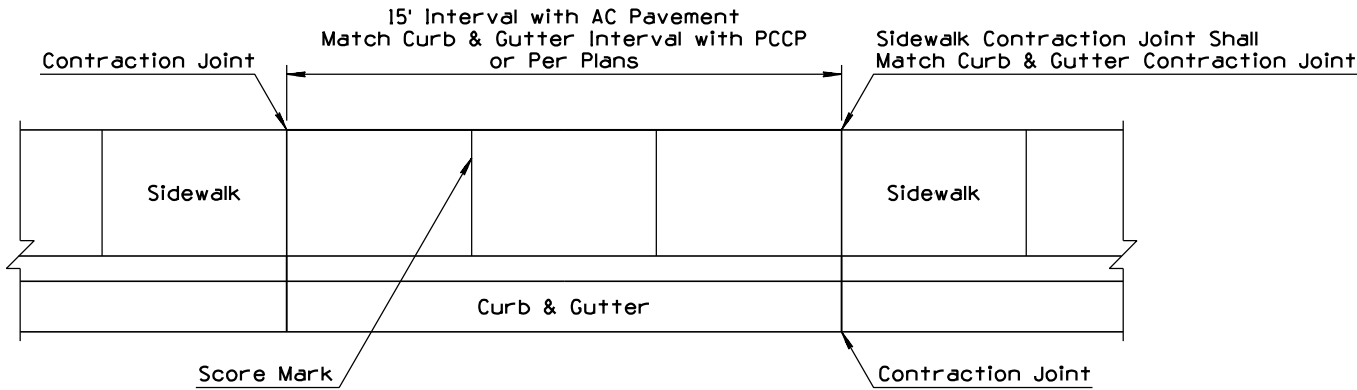 15' Interval with AC Pavement
Match Curb & Gutter Interval with PCCP
or Per Plans
Contraction Joint
Sidewalk Contraction Joint Shall
Match Curb & Gutter Contraction Joint
Sidewalk
Sidewalk
Curb & Gutter
Score Mark
Contraction Joint